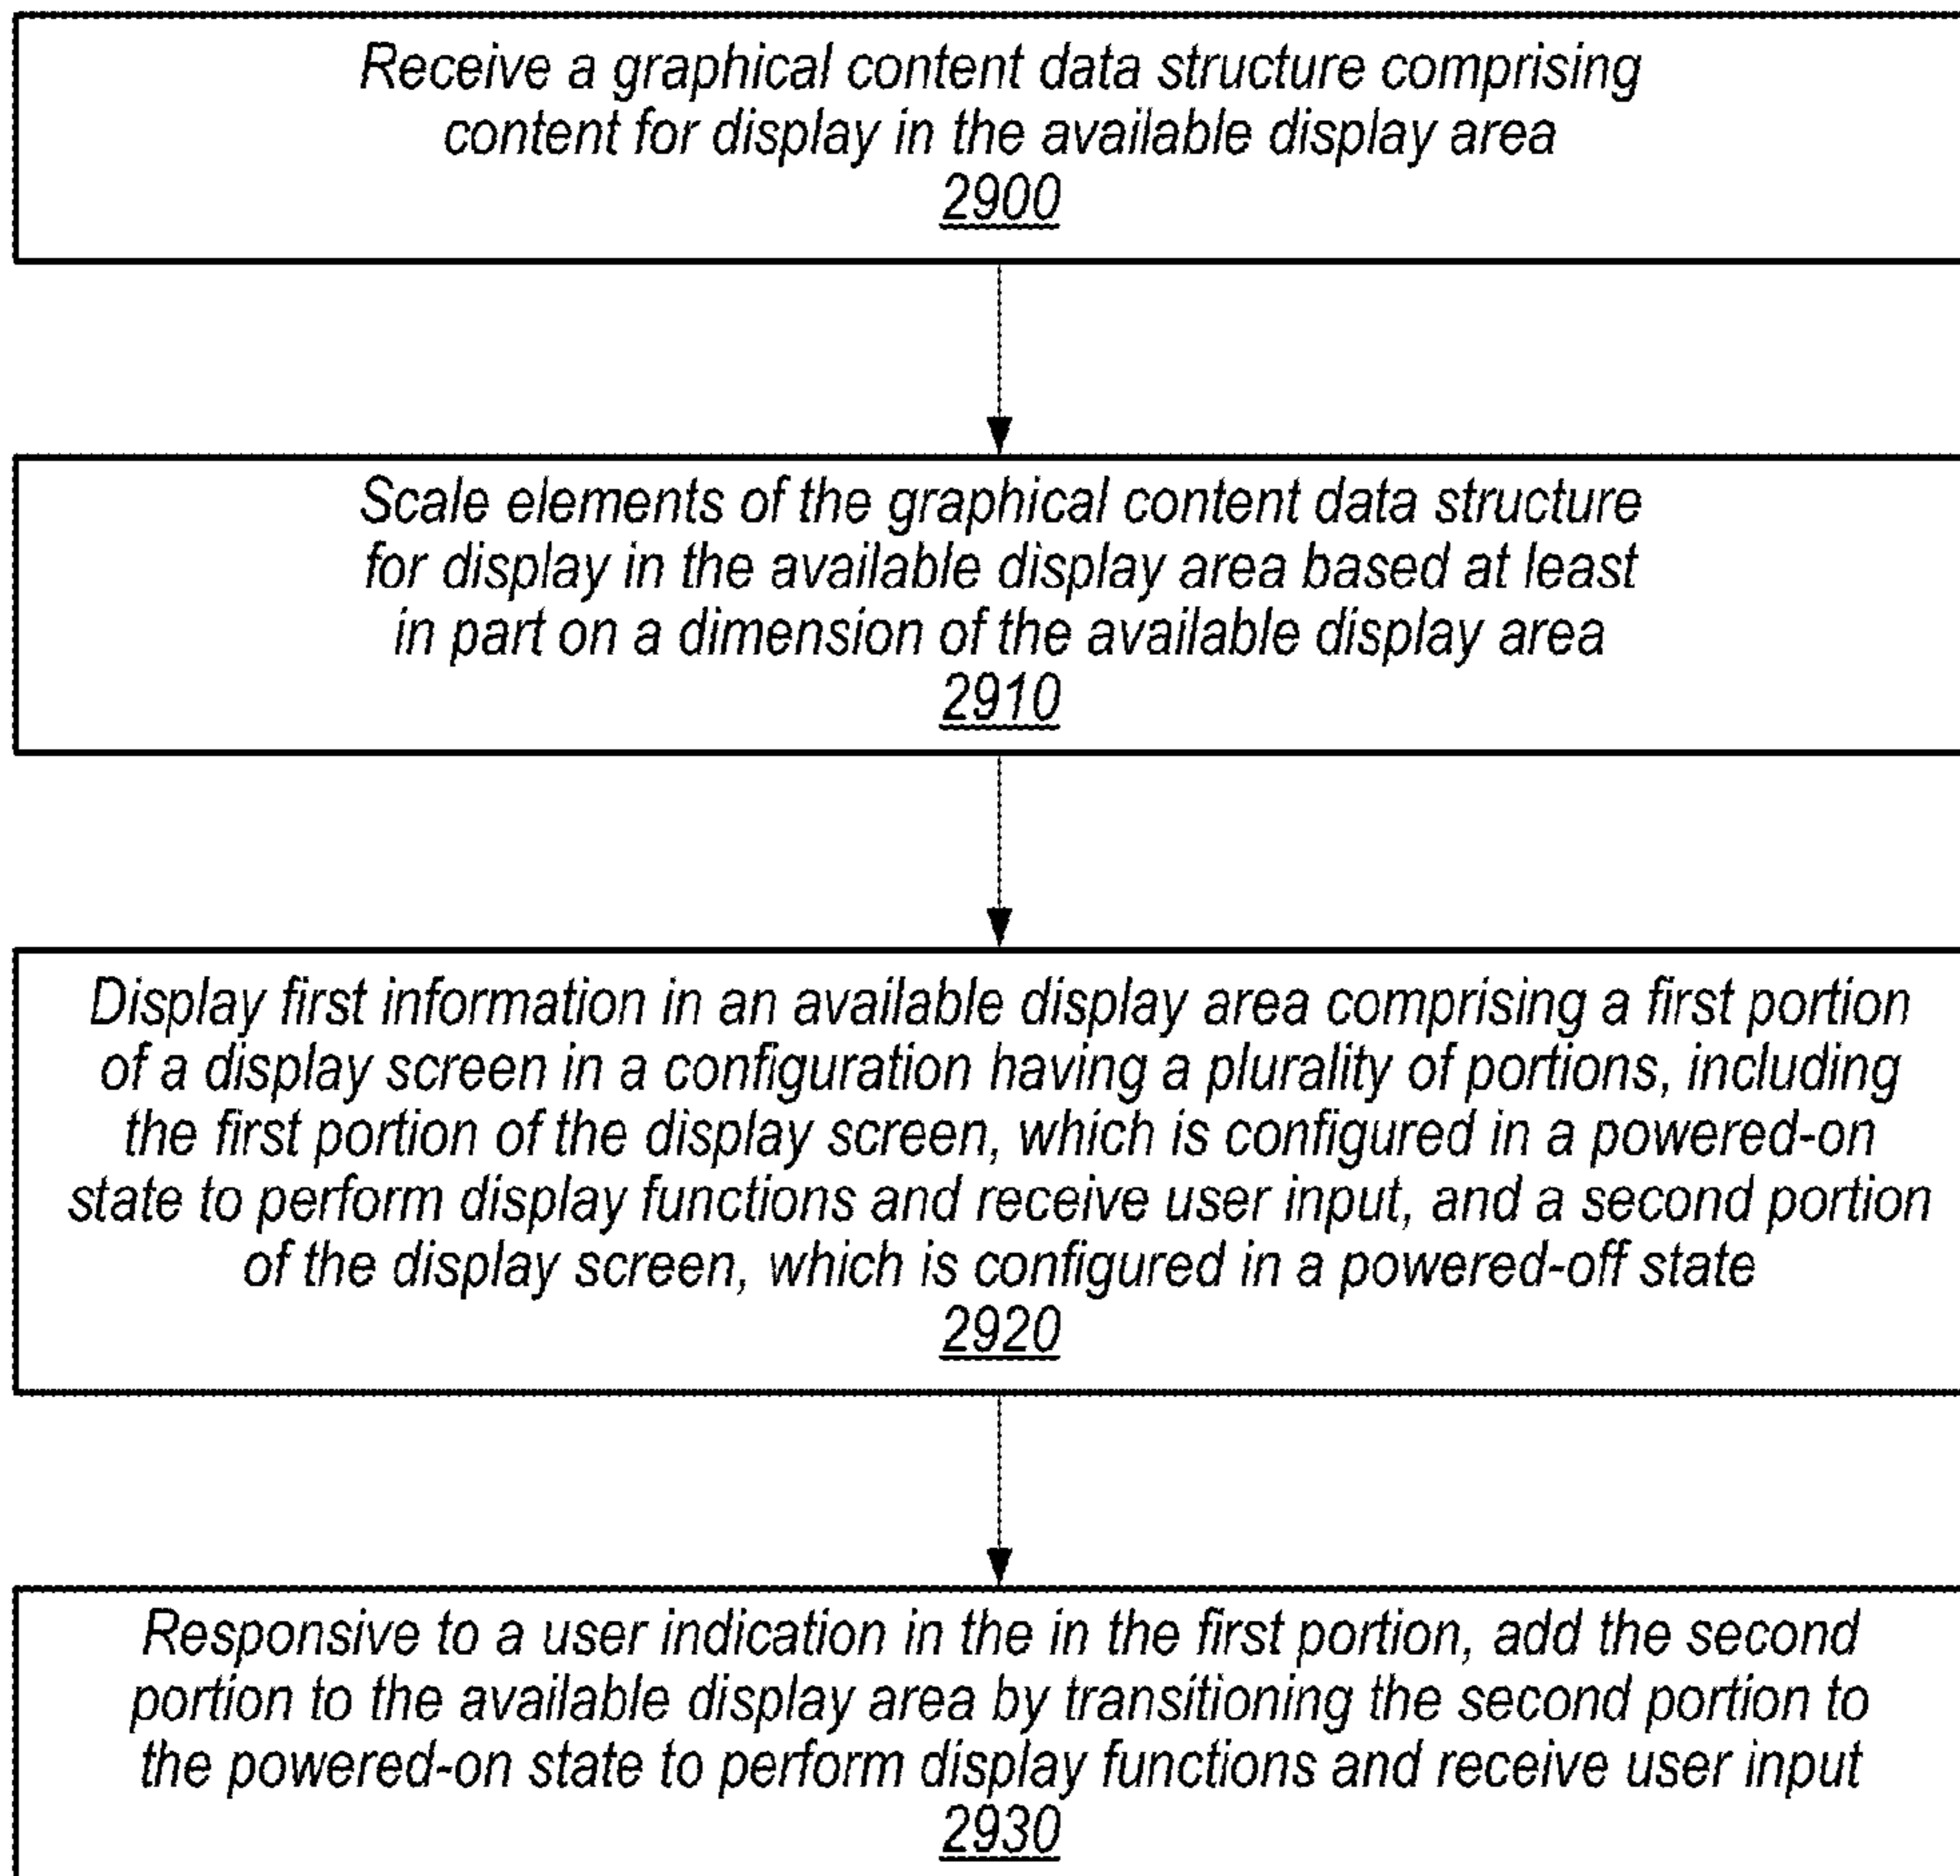 Receive a graphical content data structure comprising
content for display in the available display area
2900
Scale elements of the graphical content data structure
for display in the available display area based at least
in part on a dimension of the available display area
2910
Display first information in an available display area comprising a first portion
of a display screen in a configuration having a plurality of portions, including
the first portion of the display screen, which is configured in a powered-on
state to perform display functions and receive user input, and a second portion
of the display screen, which is configured in a powered-off state
2920
Responsive to a user indication in the in the first portion, add the second
portion to the available display area by transitioning the second portion to
the powered-on state to perform display functions and receive user input
2930